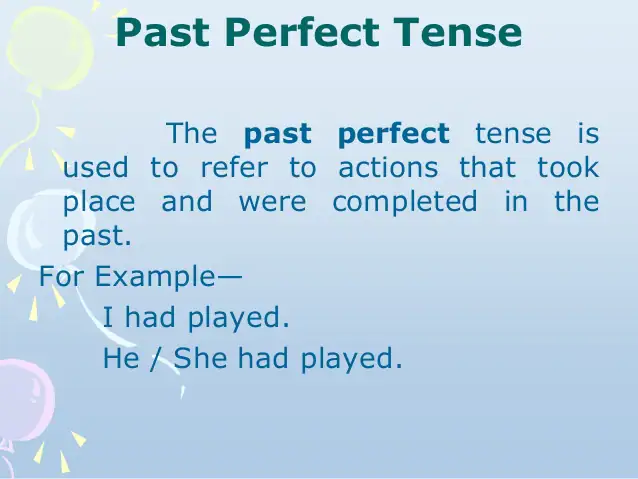 Past Perfect Tense
The past perfect tense is
used to refer to actions that took
place and were completed in the
past.
For Example—
I had played.
He / She had played.